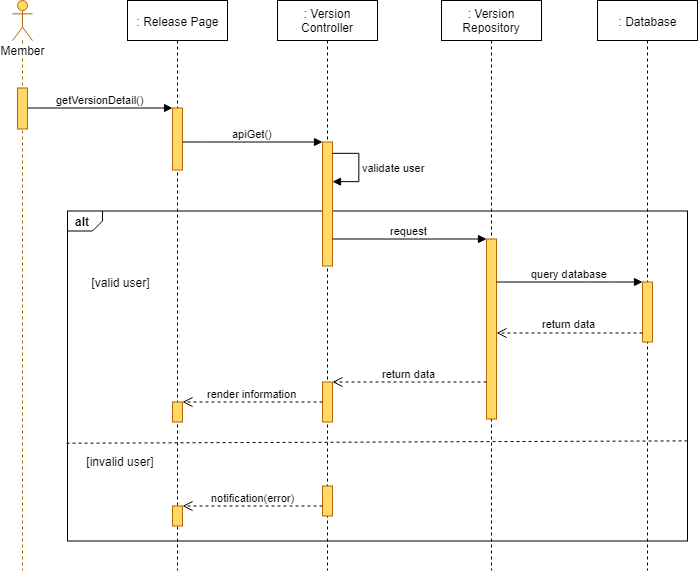 : Release Page
: Version
Controller
: Version
Repository
: Database
Member
getVersionDetail()
apiGet()
validate user
alt
request
[valid user]
query database
return data
return data
render information
[invalid user]
notification(error)